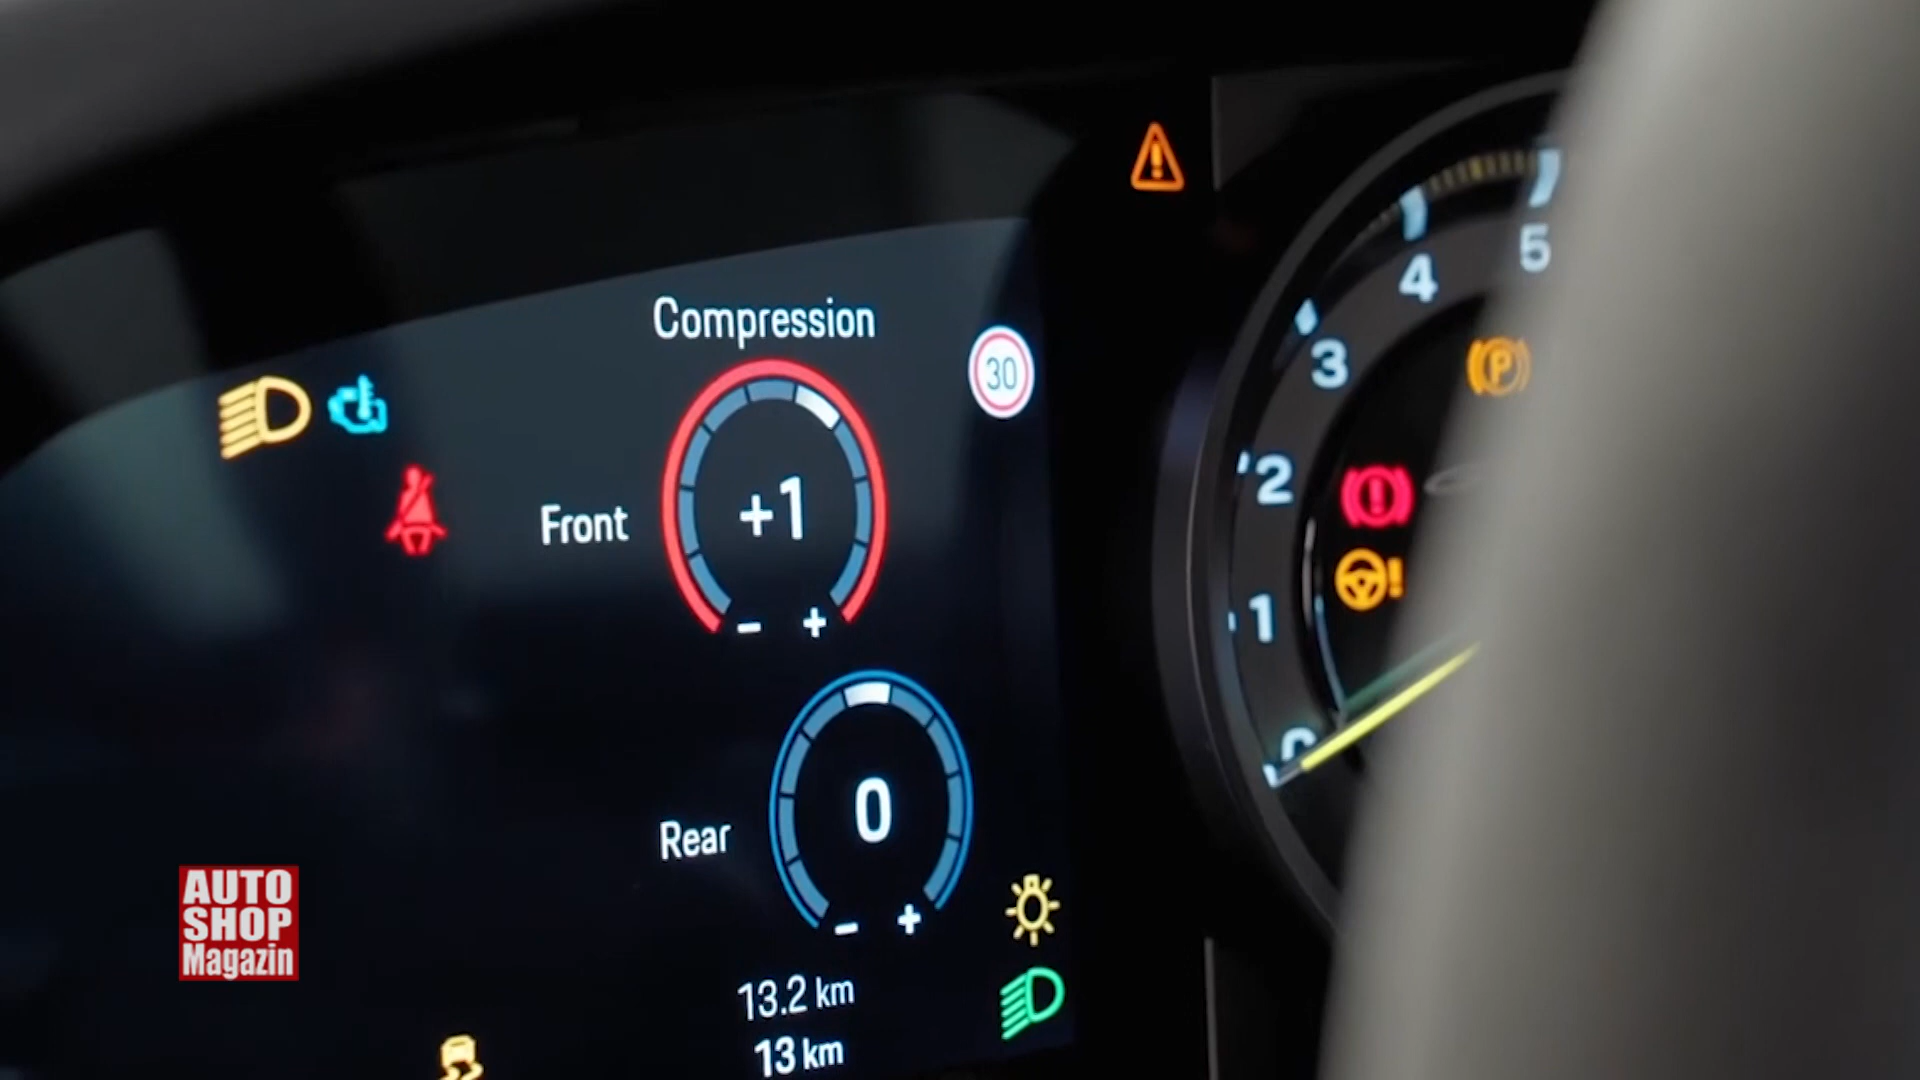 Compression
30
Front
+1
- +
Rear
0
- +
13.2 km
13 km
5
4
3
2
1
0
P
AUTO
SHOP
Magazin